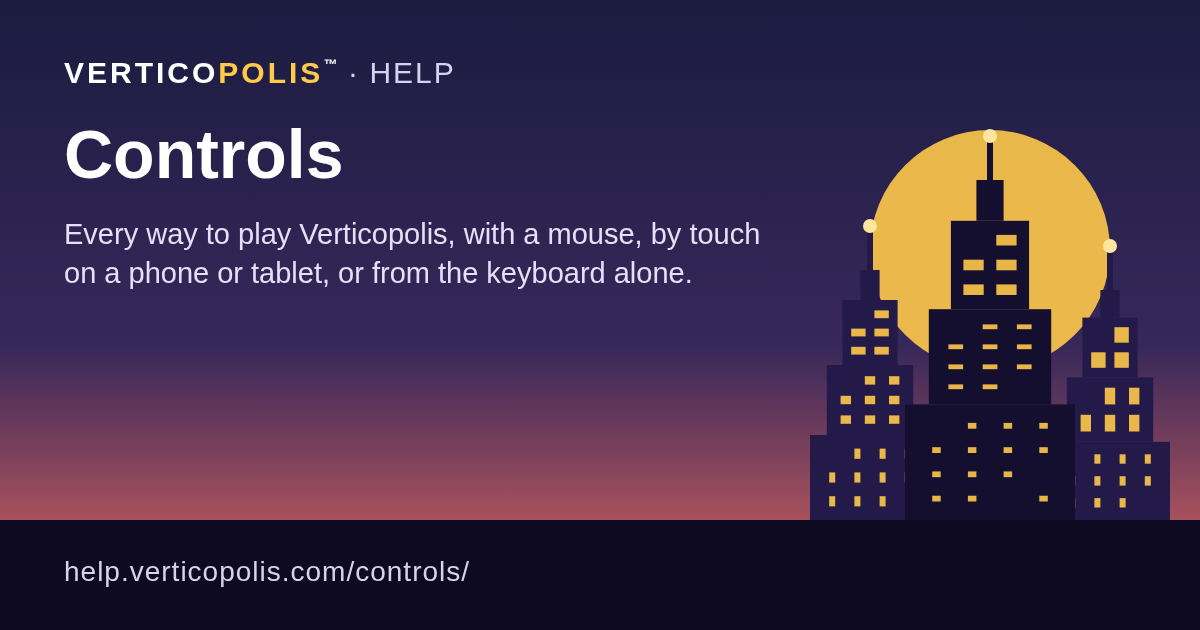 VERTICOPOLIS™ · HELP
Controls
Every way to play Verticopolis, with a mouse, by touch
on a phone or tablet, or from the keyboard alone.
help.verticopolis.com/controls/